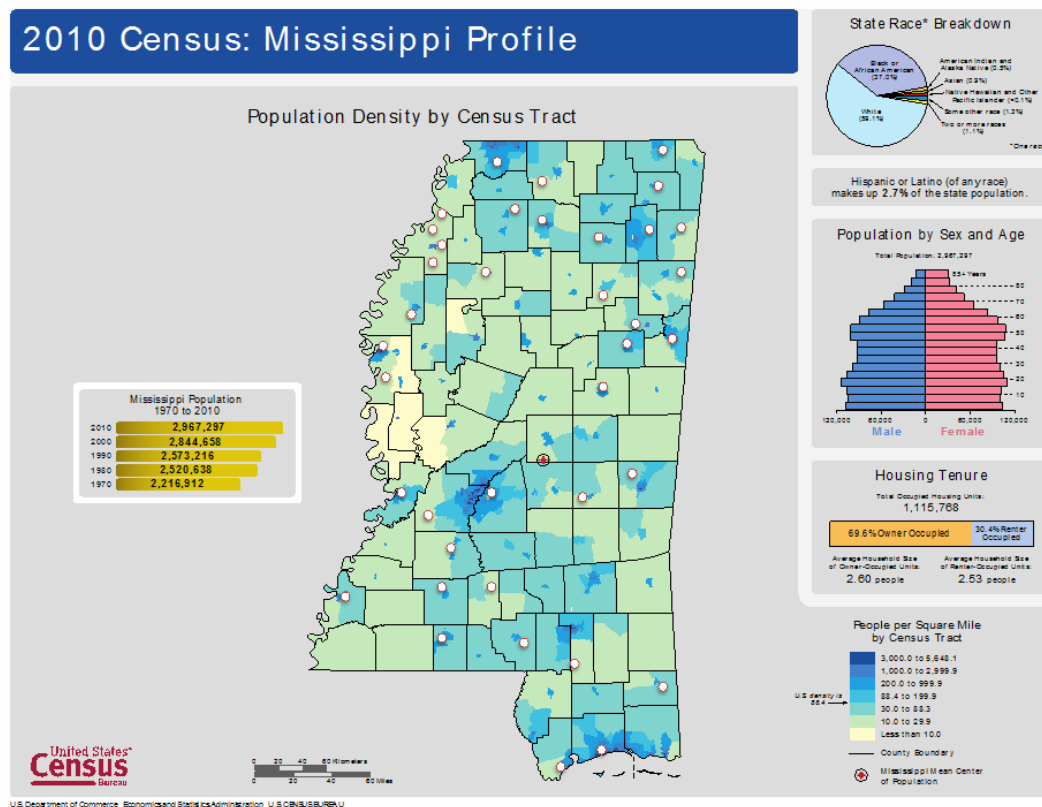 2010 Census: Mississippi Profile
Population Density by Census Tract
Mississippi Population
1970 to 2010
2010 2,967,297
2000 2,844,658
1990 2,573,216
1980 2,520,638
1970 2,216,912
United States®
Census
Bureau
0 20 40 60 Kilometers
0 20 40 60 Miles
U.S. Department of Commerce Economics and Statistics Administration U.S. CENSUS BUREAU
State Race* Breakdown
Black or
African American
(37.0%)
White
(59.1%)
American Indian and
Alaska Native (0.5%)
Asian (0.9%)
Native Hawaiian and Other
Pacific Islander (<0.1%)
Some other race (1.3%)
Two or more races
(1.1%)
Hispanic or Latino (of any race)
makes up 2.7% of the state population.
Population by Sex and Age
Total Population: 2,967,297
85+ Years
80
70
60
50
40
30
20
10
120,000 60,000 0 60,000 120,000
Male Female
Housing Tenure
Total Occupied Housing Units:
1,115,768
69.6% Owner Occupied
30.4% Renter
Occupied
Average Household Size
of Owner-Occupied Units:
2.60 people
Average Household Size
of Renter-Occupied Units:
2.53 people
People per Square Mile
by Census Tract
3,000.0 to 5,648.1
1,000.0 to 2,999.9
200.0 to 999.9
88.4 to 199.9
30.0 to 88.3
10.0 to 29.9
Less than 10.0
U.S. density is
88.4
County Boundary
Mississippi Mean Center
of Population